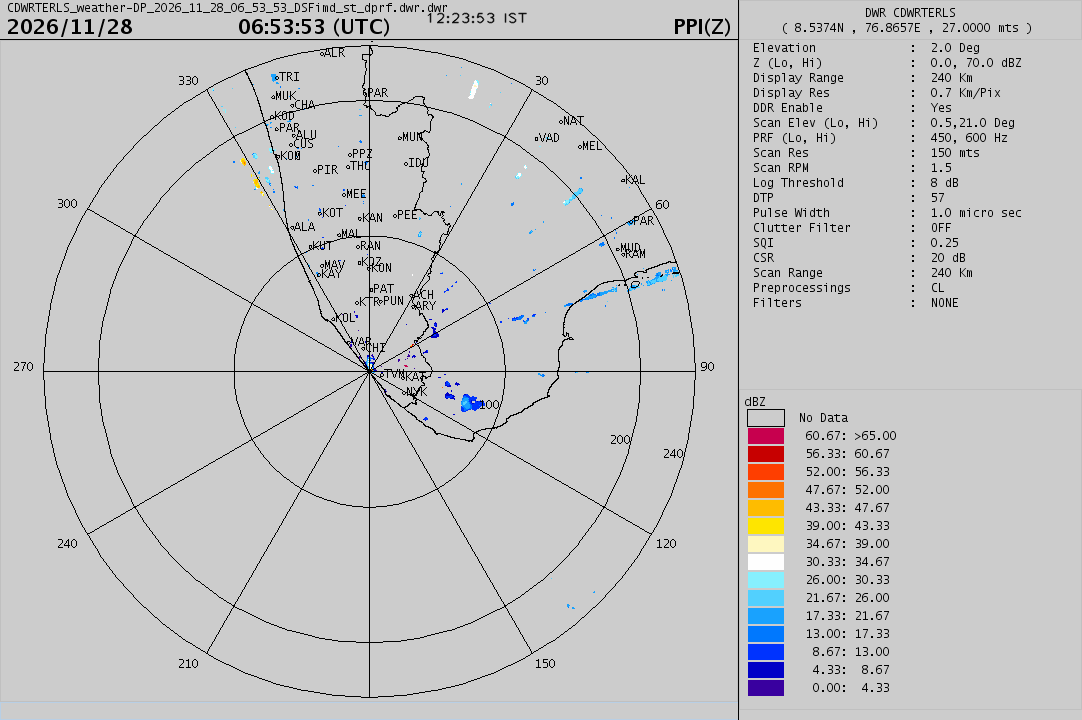 CDWRTERLS_weather-DP_2026_11_28_06_53_53_DSFimd_st_dprf.dwr.dwr
2026/11/28
06:53:53 (UTC)
12:23:53 IST
PPI(Z)
DWR CDWRTERLS
( 8.5374N , 76.8657E , 27.0000 mts )
Elevation : 2.0 Deg
Z (Lo, Hi) : 0.0, 70.0 dBZ
Display Range : 240 Km
Display Res : 0.7 Km/Pix
DDR Enable : Yes
Scan Elev (Lo, Hi) : 0.5,21.0 Deg
PRF (Lo, Hi) : 450, 600 Hz
Scan Res : 150 mts
Scan RPM : 1.5
Log Threshold : 8 dB
DTP : 57
Pulse Width : 1.0 micro sec
Clutter Filter : OFF
SQI : 0.25
CSR : 20 dB
Scan Range : 240 Km
Preprocessings : CL
Filters : NONE
dBZ
No Data
60.67: >65.00
56.33: 60.67
52.00: 56.33
47.67: 52.00
43.33: 47.67
39.00: 43.33
34.67: 39.00
30.33: 34.67
26.00: 30.33
21.67: 26.00
17.33: 21.67
13.00: 17.33
8.67: 13.00
4.33: 8.67
0.00: 4.33
ALR
330
TRI
30
MUK
PAR
CHA
KOD
NAT
PAR
ALU
MUN
VAD
CUS
MEL
KOM
PPZ
IDU
THO
PIR
KAL
MEE
300
60
KOT
KAN
PEE
PAR
ALA
MAL
KUT
RAN
MUD
RAM
KOZ
MAV
KON
KAY
PAT
ACH
KTR
PUN
ARY
KOL
VAR
CHI
270
90
TVM
KAT
NYK
100
200
240
240
120
210
150